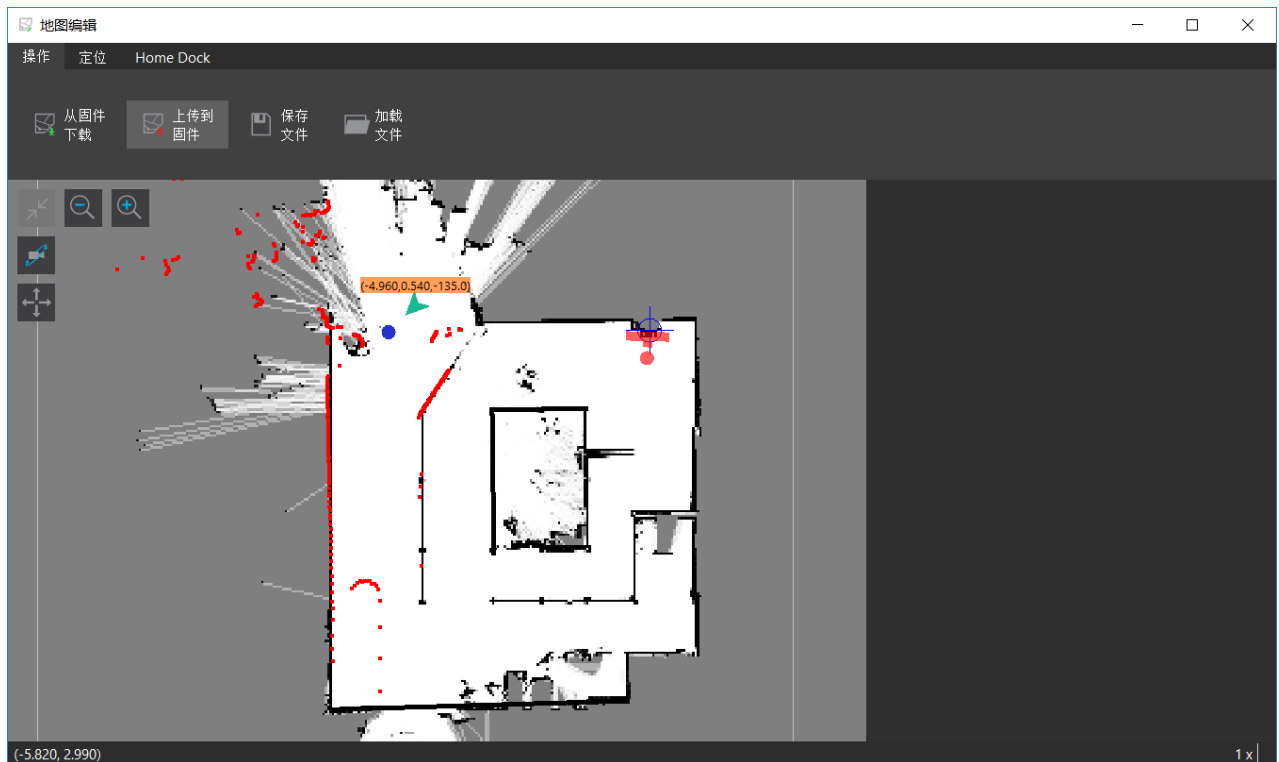 地图编辑
操作 定位 Home Dock
从固件
下载
上传到
固件
保存
文件
加载
文件
(-4.960,0.540,-135.0)
(-5.820, 2.990)
1 x